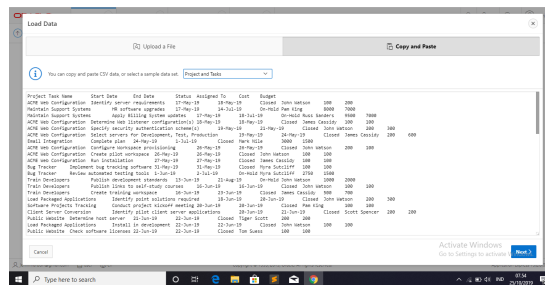 Load Data
Upload a File
Copy and Paste
You can copy and paste CSV data, or select a sample data set. Project and Tasks
Project Task Name Start Date End Date Status Assigned To Cost Budget
ACME Web Configuration Identify server requirements 17-May-19 18-May-19 Closed John Watson 100 200
Maintain Support Systems HR software upgrades 17-May-19 14-Jul-19 On-Hold Pam King 8000 7000
Maintain Support Systems Apply Billing System updates 17-May-19 18-Jul-19 On-Hold Russ Sanders 9500 7000
ACME Web Configuration Determine Web listener configuration(s) 18-May-19 18-May-19 Closed James Cassidy 100 100
ACME Web Configuration Specify security authentication scheme(s) 19-May-19 21-May-19 Closed John Watson 200 300
ACME Web Configuration Select servers for Development, Test, Production 19-May-19 24-May-19 Closed James Cassidy 200 600
Email Integration Complete plan 24-May-19 1-Jul-19 Closed Mark Nile 3000 1500
ACME Web Configuration Configure Workspace provisioning 24-May-19 24-May-19 Closed John Watson 200 100
ACME Web Configuration Create pilot workspace 26-May-19 26-May-19 Closed John Watson 100 100
ACME Web Configuration Run installation 27-May-19 27-May-19 Closed James Cassidy 100 100
Bug Tracker Implement bug tracking software 31-May-19 31-May-19 Closed Myra Sutcliff 100 100
Bug Tracker Review automated testing tools 1-Jun-19 2-Jul-19 On-Hold Myra Sutcliff 2750 1500
Train Developers Publish development standards 13-Jun-19 21-Aug-19 On-Hold John Watson 1000 2000
Train Developers Publish links to self-study courses 16-Jun-19 16-Jun-19 Closed John Watson 100 100
Train Developers Create training workspace 16-Jun-19 23-Jun-19 Closed James Cassidy 500 700
Load Packaged Applications Identify point solutions required 18-Jun-19 20-Jun-19 Closed John Watson 200 300
Software Projects Tracking Conduct project kickoff meeting 20-Jun-19 20-Jun-19 Closed Pam King 100 100
Client Server Conversion Identify pilot client server applications 20-Jun-19 21-Jun-19 Closed Scott Spencer 200 200
Public Website Determine host server 21-Jun-19 22-Jun-19 Closed Tiger Scott 200 200
Load Packaged Applications Install in development 22-Jun-19 22-Jun-19 Closed John Watson 100 100
Public Website Check software licenses 22-Jun-19 22-Jun-19 Closed Tom Suess 100 100
Cancel
Next
Activate Windows
Go to Settings to activate
Type here to search
IND
07:54
25/10/2019